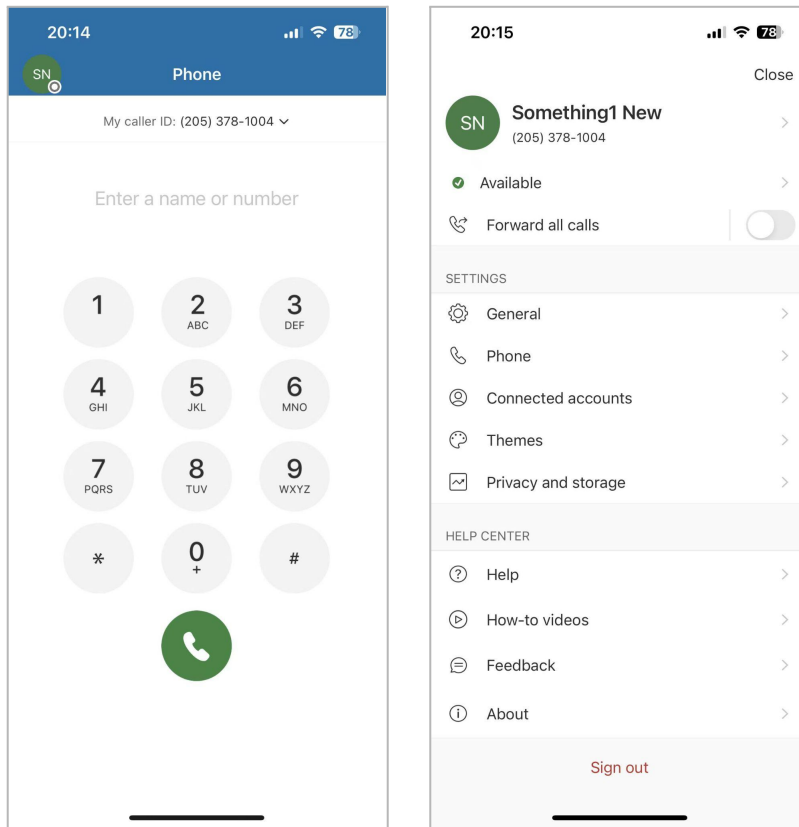 20:14
78
SN
Phone
My caller ID: (205) 378-1004
Enter a name or number
1
2
3
ABC
DEF
4
5
6
GHI
JKL
MNO
7
8
9
PQRS
TUV
WXYZ
*
0
#
+
20:15
78
Close
SN
Something1 New
(205) 378-1004
Available
Forward all calls
SETTINGS
General
Phone
Connected accounts
Themes
Privacy and storage
HELP CENTER
Help
How-to videos
Feedback
About
Sign out